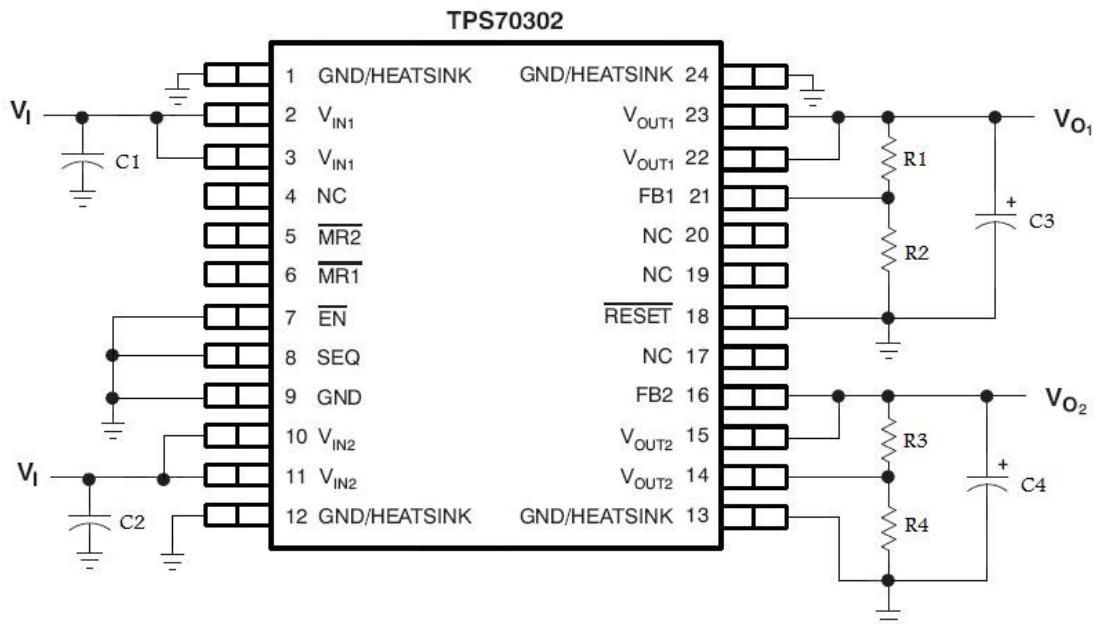 TPS70302
1 GND/HEATSINK
GND/HEATSINK 24
V_I
2 V_IN1
V_OUT1 23
V_O1
C1
3 V_IN1
V_OUT1 22
R1
4 NC
FB1 21
+
C3
5 MR2
NC 20
R2
6 MR1
NC 19
7 EN
RESET 18
8 SEQ
NC 17
9 GND
FB2 16
V_O2
10 V_IN2
V_OUT2 15
R3
V_I
11 V_IN2
V_OUT2 14
+
C4
C2
12 GND/HEATSINK
GND/HEATSINK 13
R4